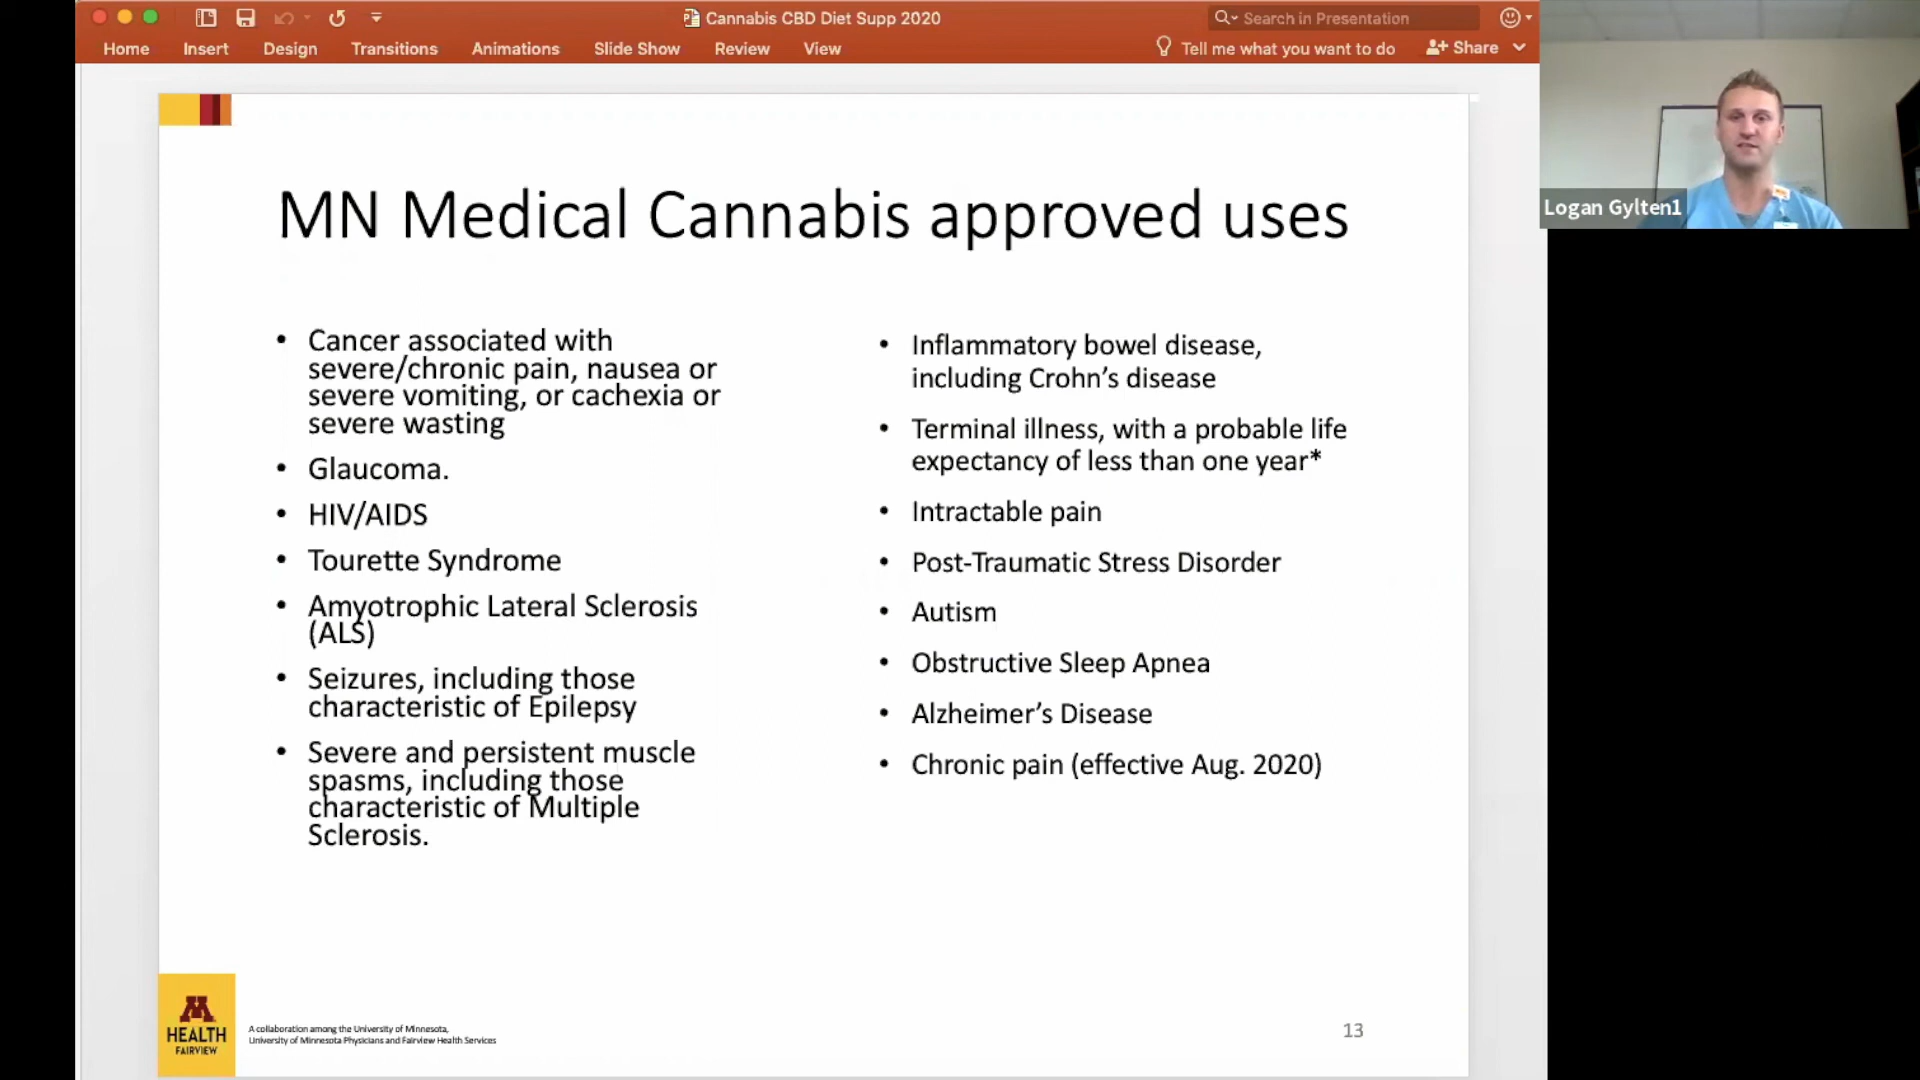 Cannabis CBD Diet Supp 2020
Search in Presentation
Home Insert Design Transitions Animations Slide Show Review View
Tell me what you want to do
Share
MN Medical Cannabis approved uses
• Cancer associated with
severe/chronic pain, nausea or
severe vomiting, or cachexia or
severe wasting
• Glaucoma.
• HIV/AIDS
• Tourette Syndrome
• Amyotrophic Lateral Sclerosis
(ALS)
• Seizures, including those
characteristic of Epilepsy
• Severe and persistent muscle
spasms, including those
characteristic of Multiple
Sclerosis.
• Inflammatory bowel disease,
including Crohn’s disease
• Terminal illness, with a probable life
expectancy of less than one year*
• Intractable pain
• Post-Traumatic Stress Disorder
• Autism
• Obstructive Sleep Apnea
• Alzheimer’s Disease
• Chronic pain (effective Aug. 2020)
M
HEALTH
FAIRVIEW
A collaboration among the University of Minnesota,
University of Minnesota Physicians and Fairview Health Services
13
Logan Gylten1